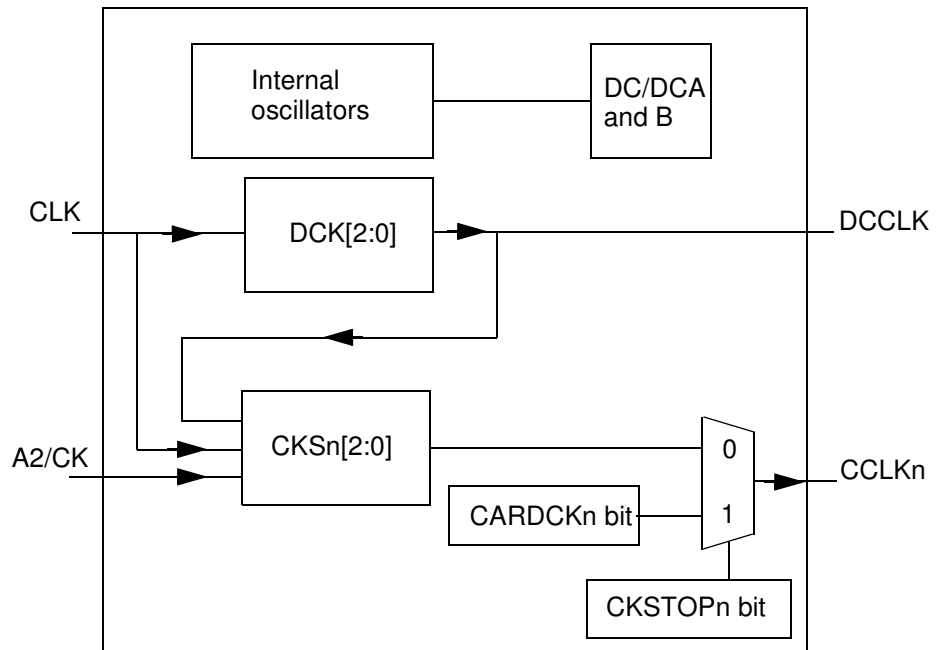 Internal
oscillators
DC/DCA
and B
CLK
DCK[2:0]
DCCLK
A2/CK
CKSn[2:0]
0
CCLKn
CARDCKn bit
1
CKSTOPn bit